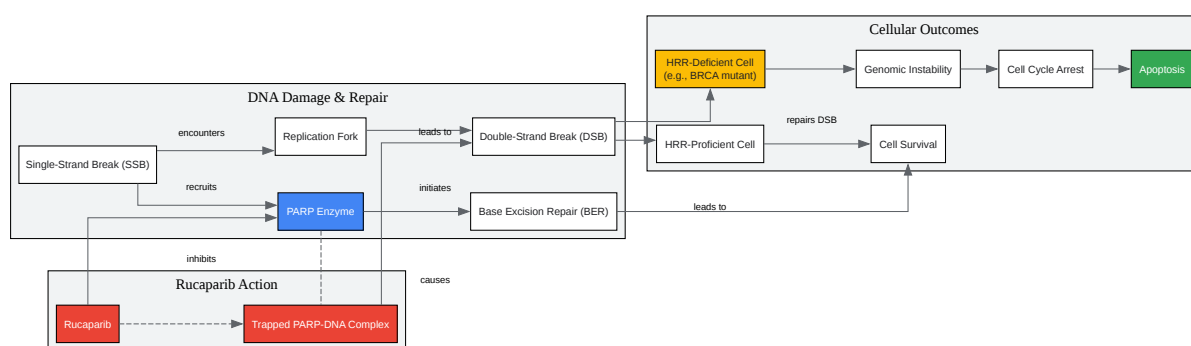 Cellular Outcomes
HRR-Deficient Cell
(e.g., BRCA mutant)
Genomic Instability
Cell Cycle Arrest
Apoptosis
DNA Damage & Repair
encounters
Replication Fork
leads to
Double-Strand Break (DSB)
repairs DSB
HRR-Proficient Cell
Cell Survival
Single-Strand Break (SSB)
recruits
initiates
PARP Enzyme
Base Excision Repair (BER)
leads to
inhibits
causes
Rucaparib Action
Rucaparib
Trapped PARP-DNA Complex